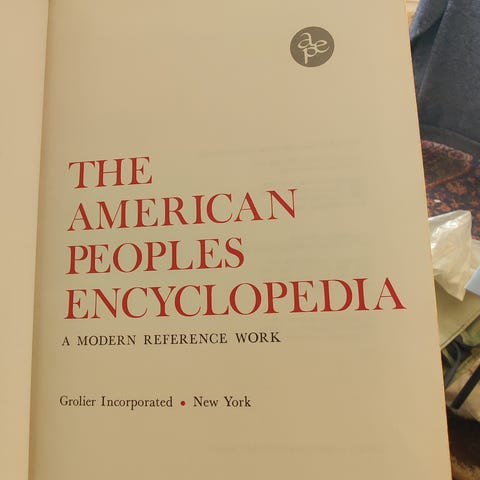 ape
THE
AMERICAN
PEOPLES
ENCYCLOPEDIA
A MODERN REFERENCE WORK
Grolier Incorporated • New York